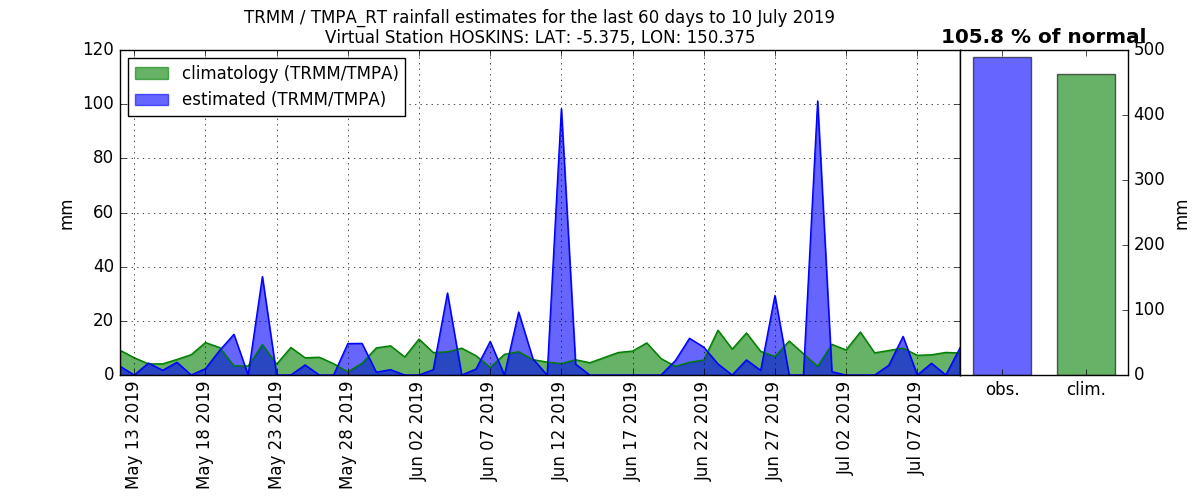 TRMM / TMPA_RT rainfall estimates for the last 60 days to 10 July 2019
Virtual Station HOSKINS: LAT: -5.375, LON: 150.375
105.8 % of normal
climatology (TRMM/TMPA)
estimated (TRMM/TMPA)
mm
120
100
80
60
40
20
0
May 13 2019
May 18 2019
May 23 2019
May 28 2019
Jun 02 2019
Jun 07 2019
Jun 12 2019
Jun 17 2019
Jun 22 2019
Jun 27 2019
Jul 02 2019
Jul 07 2019
500
400
300
200
100
0
mm
obs.
clim.